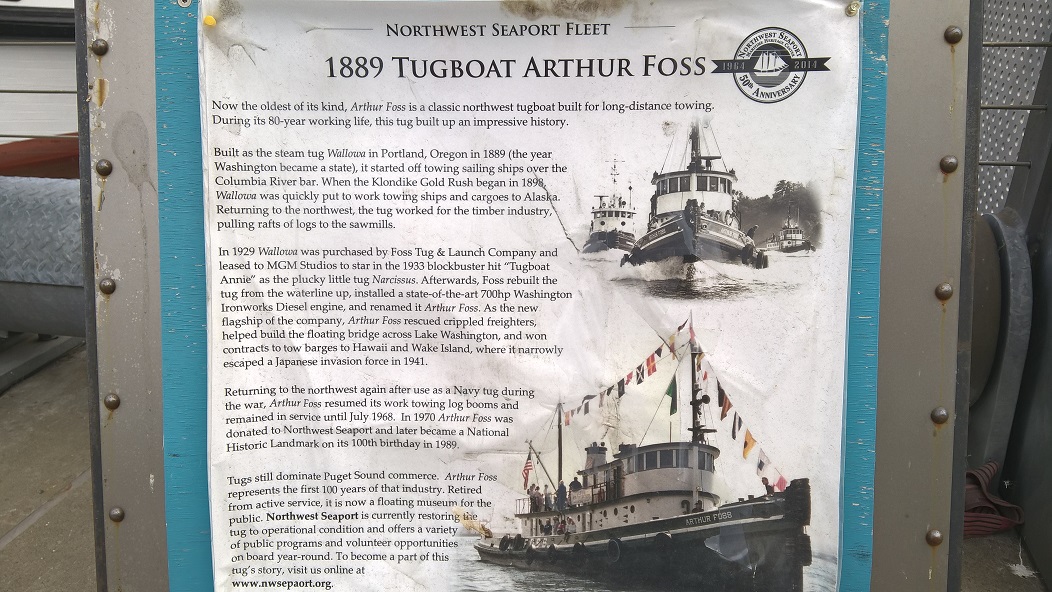 NORTHWEST SEAPORT FLEET
1889 TUGBOAT ARTHUR FOSS
NORTHWEST SEAPORT
MARITIME HERITAGE CENTER
1964 2014
50th ANNIVERSARY
Now the oldest of its kind, Arthur Foss is a classic northwest tugboat built for long-distance towing.
During its 80-year working life, this tug built up an impressive history.
Built as the steam tug Wallowa in Portland, Oregon in 1889 (the year
Washington became a state), it started off towing sailing ships over the
Columbia River bar. When the Klondike Gold Rush began in 1898,
Wallowa was quickly put to work towing ships and cargoes to Alaska.
Returning to the northwest, the tug worked for the timber industry,
pulling rafts of logs to the sawmills.
In 1929 Wallowa was purchased by Foss Tug & Launch Company and
leased to MGM Studios to star in the 1933 blockbuster hit "Tugboat
Annie" as the plucky little tug Narcissus. Afterwards, Foss rebuilt the
tug from the waterline up, installed a state-of-the-art 700hp Washington
Ironworks Diesel engine, and renamed it Arthur Foss. As the new
flagship of the company, Arthur Foss rescued crippled freighters,
helped build the floating bridge across Lake Washington, and won
contracts to tow barges to Hawaii and Wake Island, where it narrowly
escaped a Japanese invasion force in 1941.
Returning to the northwest again after use as a Navy tug during
the war, Arthur Foss resumed its work towing log booms and
remained in service until July 1968. In 1970 Arthur Foss was
donated to Northwest Seaport and later became a National
Historic Landmark on its 100th birthday in 1989.
Tugs still dominate Puget Sound commerce. Arthur Foss
represents the first 100 years of that industry. Retired
from active service, it is now a floating museum for the
public. Northwest Seaport is currently restoring the
tug to operational condition and offers a variety
of public programs and volunteer opportunities
on board year-round. To become a part of this
tug's story, visit us online at
www.nwsepaort.org.
ARTHUR FOSS